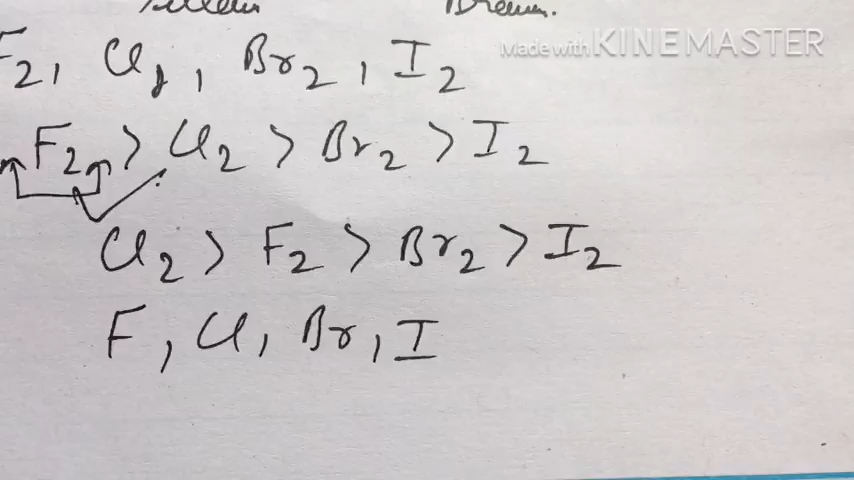 Made with KINEMASTER
F2, Cl2, Br2, I2
F2 > Cl2 > Br2 > I2
Cl2 > F2 > Br2 > I2
F, Cl, Br, I